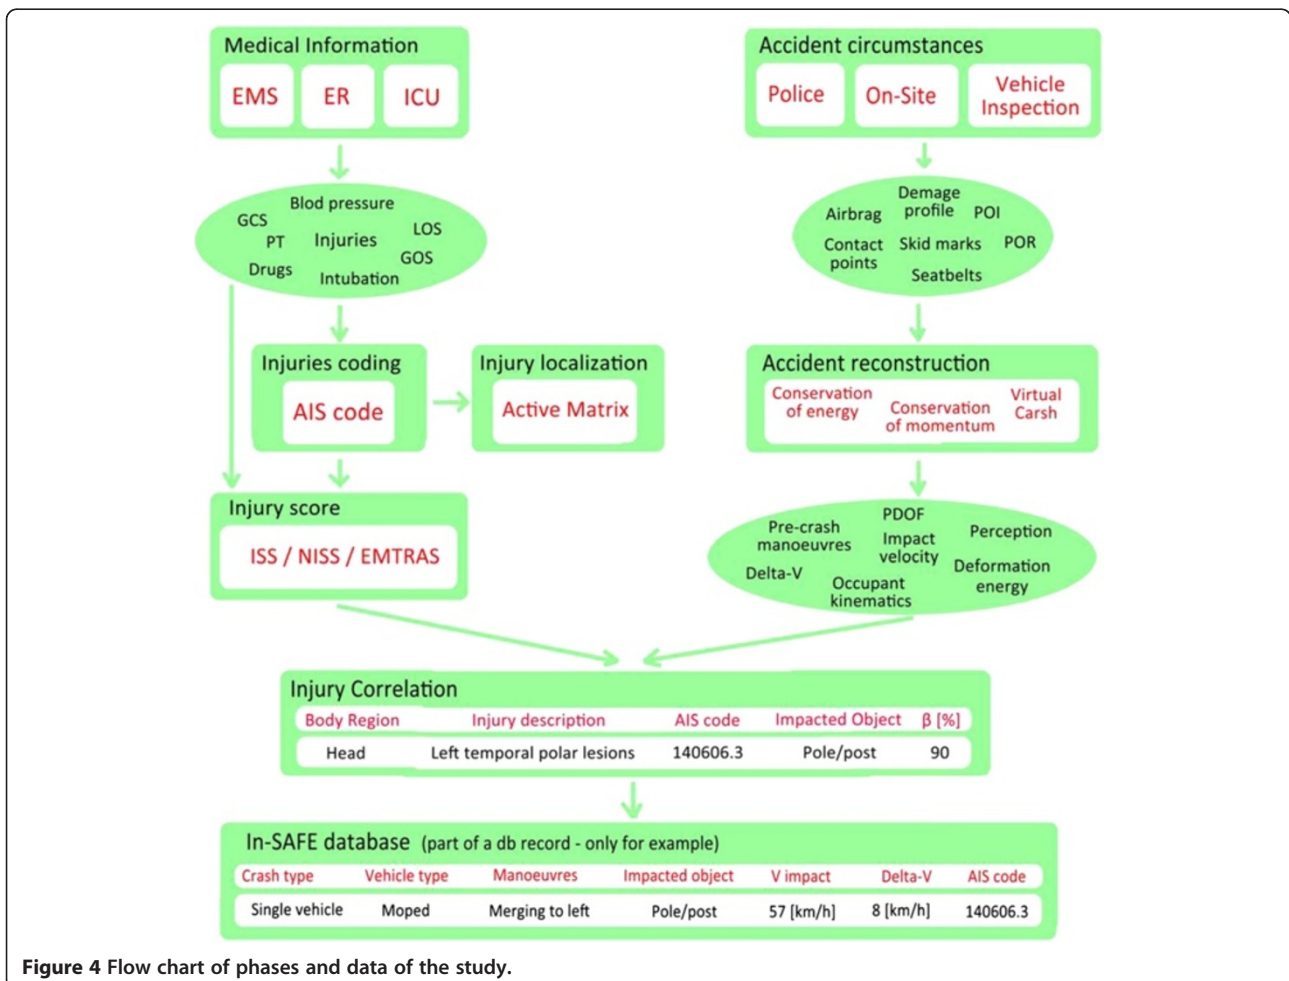 Medical Information
EMS ER ICU
Accident circumstances
Police On-Site Vehicle
Inspection
Blod pressure
GCS
PT Injuries LOS
GOS
Drugs Intubation
Demage
profile
Airbrag POI
Contact
points
Skid marks POR
Seatbelts
Injuries coding
AIS code
Injury localization
Active Matrix
Accident reconstruction
Conservation
of energy
Conservation
of momentum
Virtual
Carsh
Injury score
ISS / NISS / EMTRAS
Pre-crash
manoeuvres
PDOF
Impact
velocity
Perception
Delta-V
Occupant
kinematics
Deformation
energy
Injury Correlation
Body Region Injury description AIS code Impacted Object β [%]
Head Left temporal polar lesions 140606.3 Pole/post 90
In-SAFE database (part of a db record - only for example)
Crash type Vehicle type Manoeuvres Impacted object V impact Delta-V AIS code
Single vehicle Moped Merging to left Pole/post 57 [km/h] 8 [km/h] 140606.3
Figure 4 Flow chart of phases and data of the study.